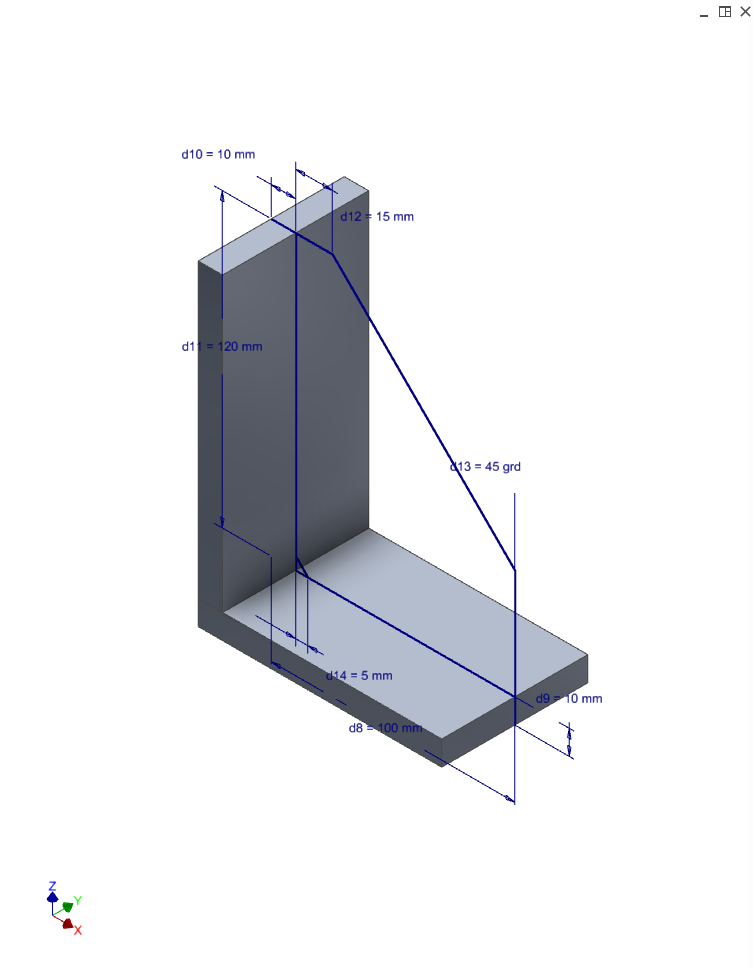 d10 = 10 mm
d12 = 15 mm
d11 = 120 mm
d13 = 45 grd
d14 = 5 mm
d9 = 10 mm
d8 = 100 mm
Z
Y
X